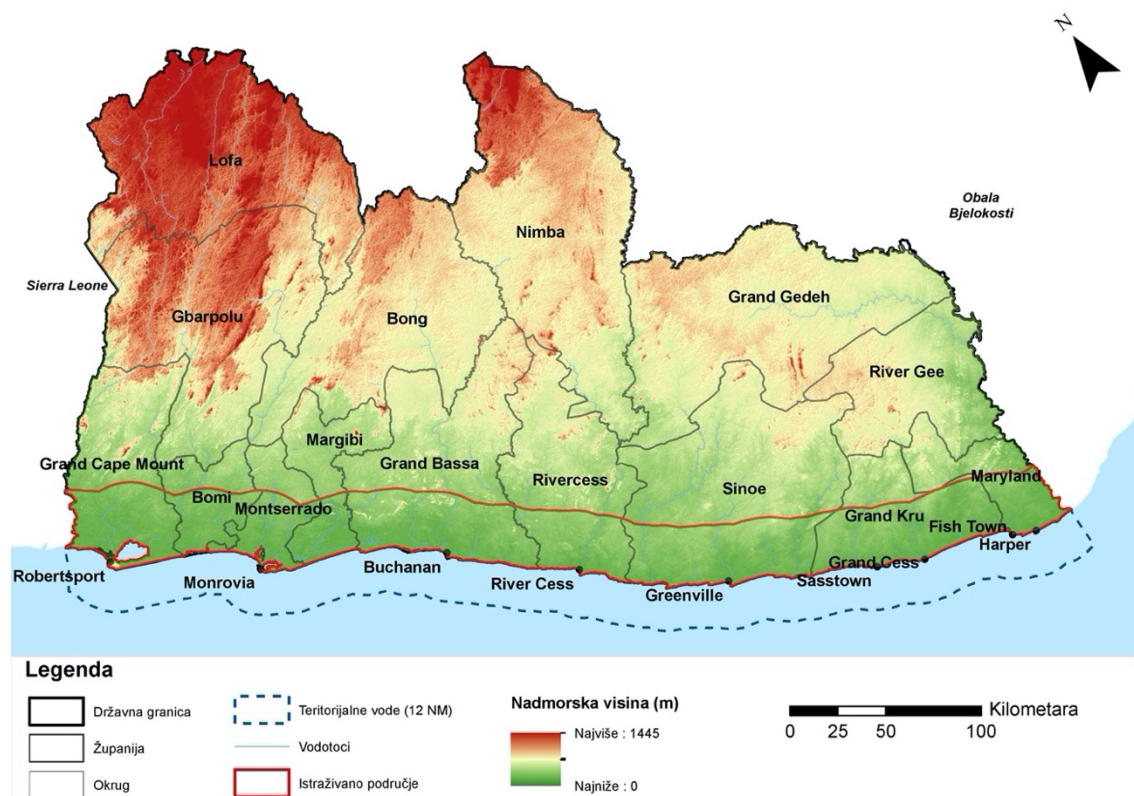 N
Lofa
Obala
Bjelokosti
Nimba
Sierra Leone
Grand Gedeh
Gbarpolu
Bong
River Gee
Margibi
Grand Cape Mount
Grand Bassa
Rivercess
Maryland
Sinoe
Bomi
Montserrado
Grand Kru
Fish Town
Harper
Robertsport
Monrovia
Buchanan
River Cess
Grand Cess
Sasstown
Greenville
Legenda
Državna granica
Županija
Okrug
Teritorijalne vode (12 NM)
Vodotoci
Istraživano područje
Nadmorska visina (m)
Najviše : 1445
Najniže : 0
Kilometara
0 25 50 100